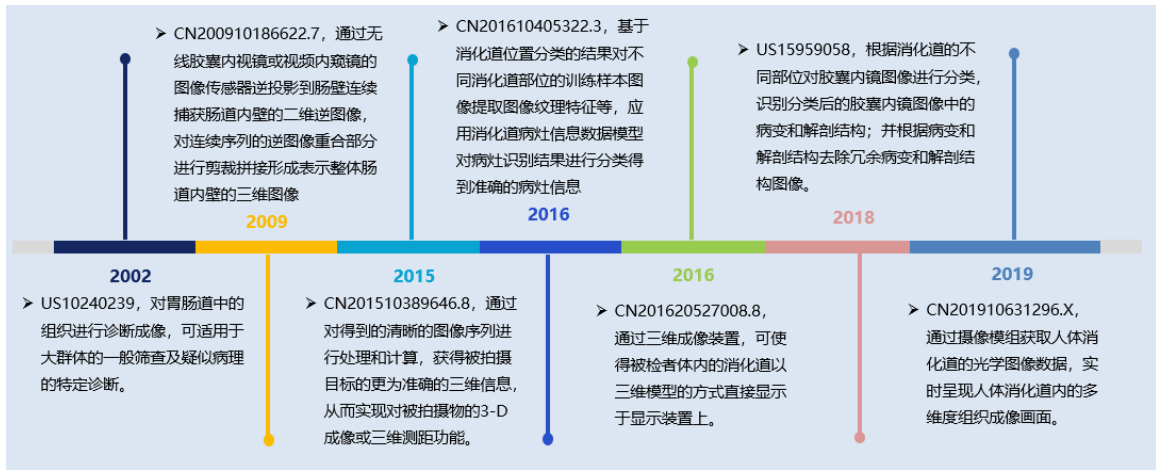 ➢ CN200910186622.7，通过无
线胶囊内视镜或视频内窥镜的
图像传感器逆投影到肠壁连续
捕获肠道内壁的二维逆图像，
对连续序列的逆图像重合部分
进行剪裁拼接形成表示整体肠
道内壁的三维图像
2009
➢ CN201610405322.3，基于
消化道位置分类的结果对不
同消化道部位的训练样本图
像提取图像纹理特征等，应
用消化道病灶信息数据模型
对病灶识别结果进行分类得
到准确的病灶信息
2016
➢ US15959058，根据消化道的不
同部位对胶囊内镜图像进行分类，
识别分类后的胶囊内镜图像中的
病变和解剖结构；并根据病变和
解剖结构去除冗余病变和解剖结
构图像。
2018
2002
➢ US10240239，对胃肠道中的
组织进行诊断成像，可适用于
大群体的一般筛查及疑似病理
的特定诊断。
2015
➢ CN201510389646.8，通过
对得到的清晰的图像序列进
行处理和计算，获得被拍摄
目标的更为准确的三维信息，
从而实现对被拍摄物的3-D
成像或三维测距功能。
2016
➢ CN201620527008.8，
通过三维成像装置，可使
得被检者体内的消化道以
三维模型的方式直接显示
于显示装置上。
2019
➢ CN201910631296.X，
通过摄像模组获取人体消
化道的光学图像数据，实
时呈现人体消化道内的多
维度组织成像画面。